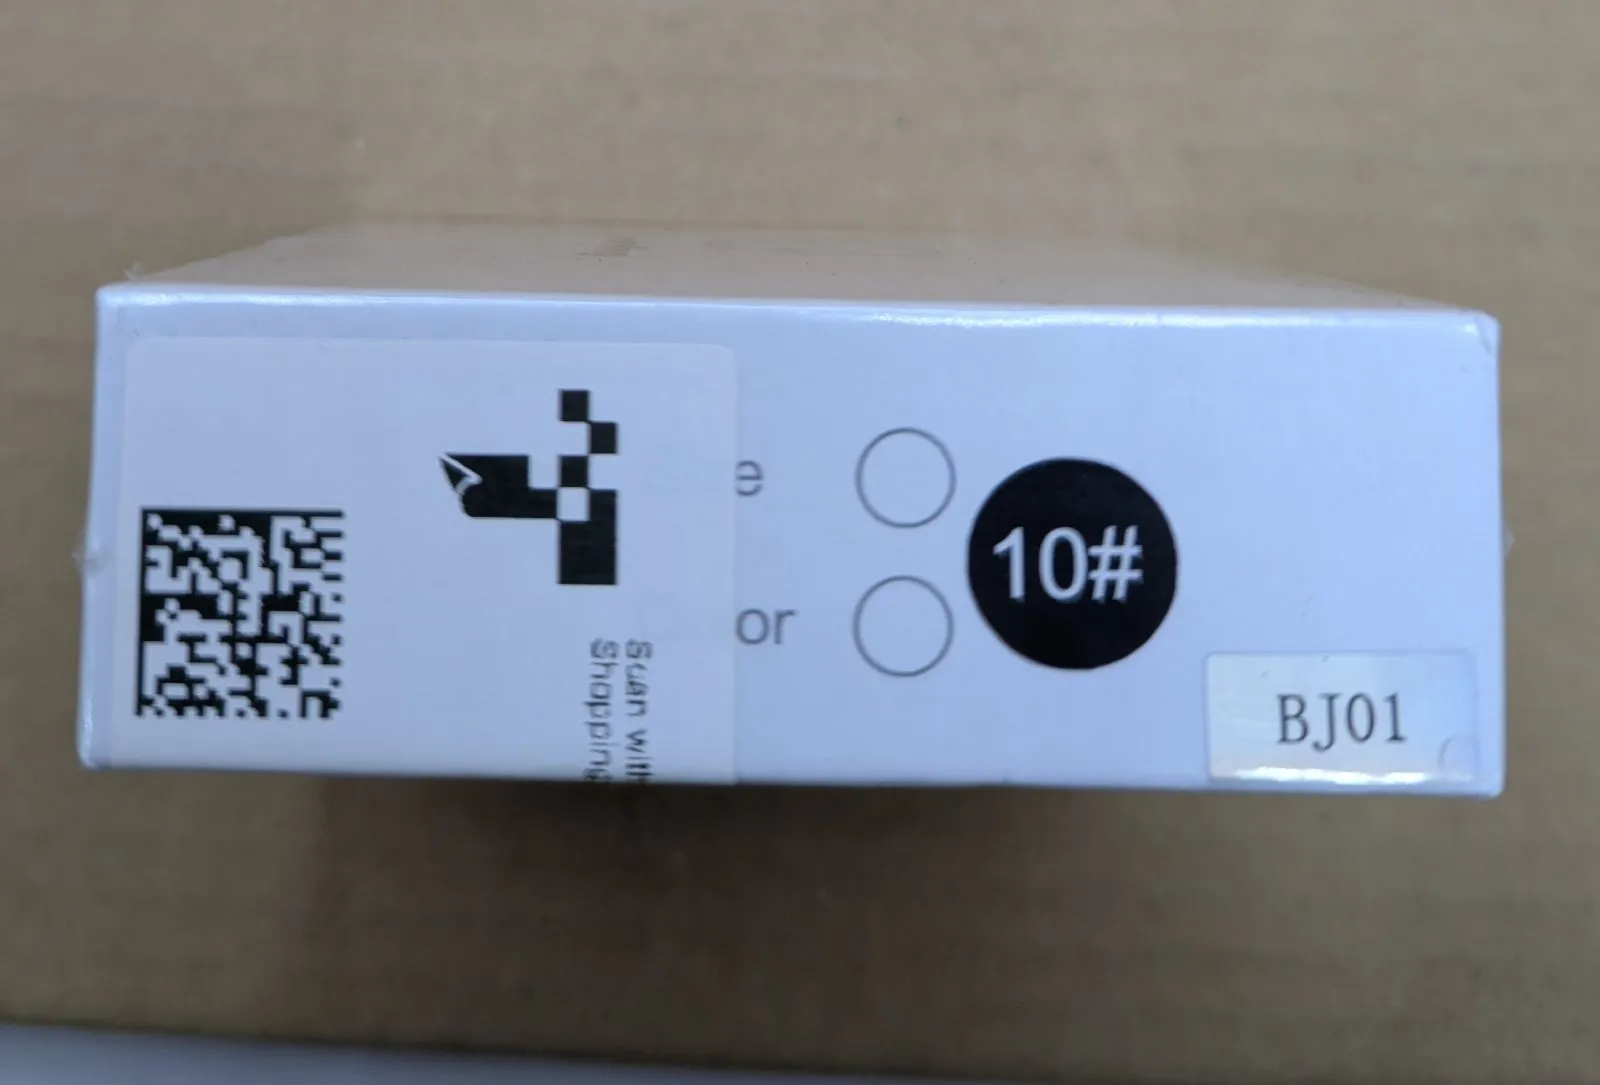 e
or
10#
BJ01
Scan with
Shopping